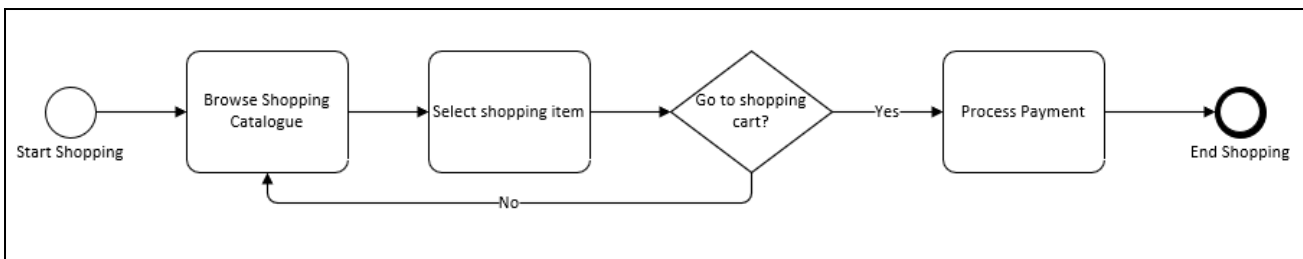 Start Shopping
Browse Shopping
Catalogue
Select shopping item
Go to shopping
cart?
Yes
No
Process Payment
End Shopping